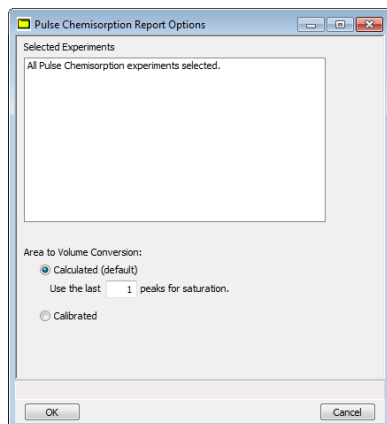 Pulse Chemisorption Report Options
Selected Experiments
All Pulse Chemisorption experiments selected.
Area to Volume Conversion:
Calculated (default)
Use the last 1 peaks for saturation.
Calibrated
OK Cancel